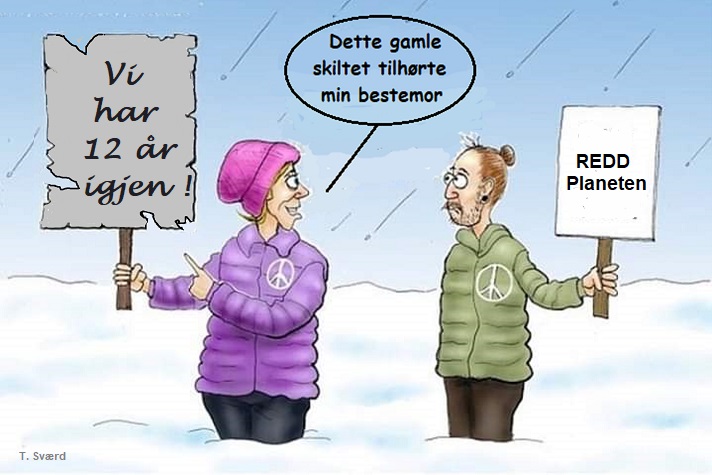 Vi
har
12 år
igjen !
Dette gamle
skiltet tilhørte
min bestemor
REDD
Planeten
T. Sværd